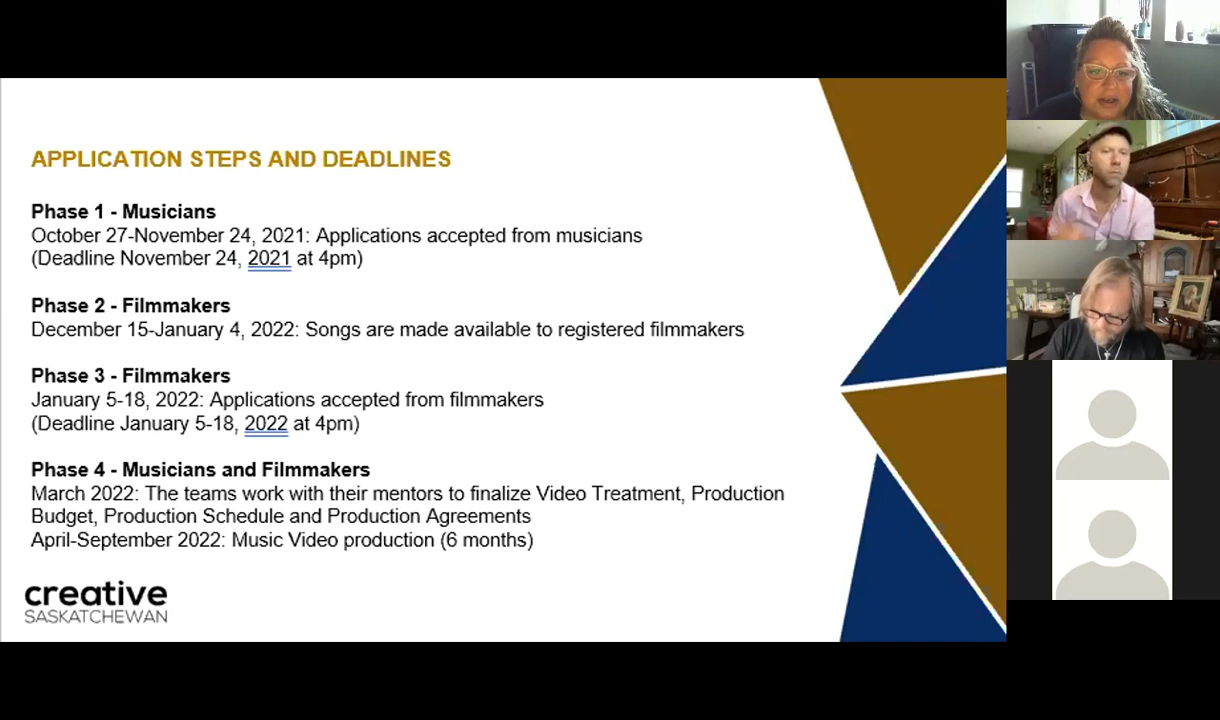 APPLICATION STEPS AND DEADLINES
Phase 1 - Musicians
October 27-November 24, 2021: Applications accepted from musicians
(Deadline November 24, 2021 at 4pm)
Phase 2 - Filmmakers
December 15-January 4, 2022: Songs are made available to registered filmmakers
Phase 3 - Filmmakers
January 5-18, 2022: Applications accepted from filmmakers
(Deadline January 5-18, 2022 at 4pm)
Phase 4 - Musicians and Filmmakers
March 2022: The teams work with their mentors to finalize Video Treatment, Production
Budget, Production Schedule and Production Agreements
April-September 2022: Music Video production (6 months)
creative
SASKATCHEWAN